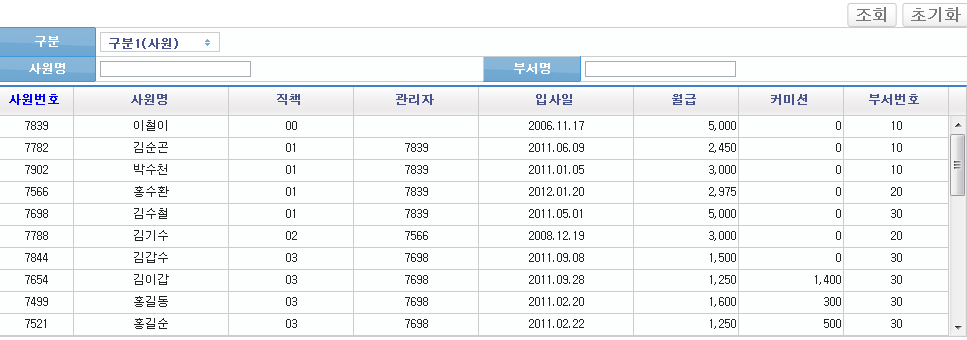 조회 초기화
구분 구분1(사원)
사원명 부서명
사원번호 사원명 직책 관리자 입사일 월급 커미션 부서번호
7839 이철이 00 2006.11.17 5,000 0 10
7782 김순곤 01 7839 2011.06.09 2,450 0 10
7902 박수천 01 7839 2011.01.05 3,000 0 10
7566 홍수환 01 7839 2012.01.20 2,975 0 20
7698 김수철 01 7839 2011.05.01 5,000 0 30
7788 김기수 02 7566 2008.12.19 3,000 0 20
7844 김갑수 03 7698 2011.09.08 1,500 0 30
7654 김이갑 03 7698 2011.09.28 1,250 1,400 30
7499 홍길동 03 7698 2011.02.20 1,600 300 30
7521 홍길순 03 7698 2011.02.22 1,250 500 30